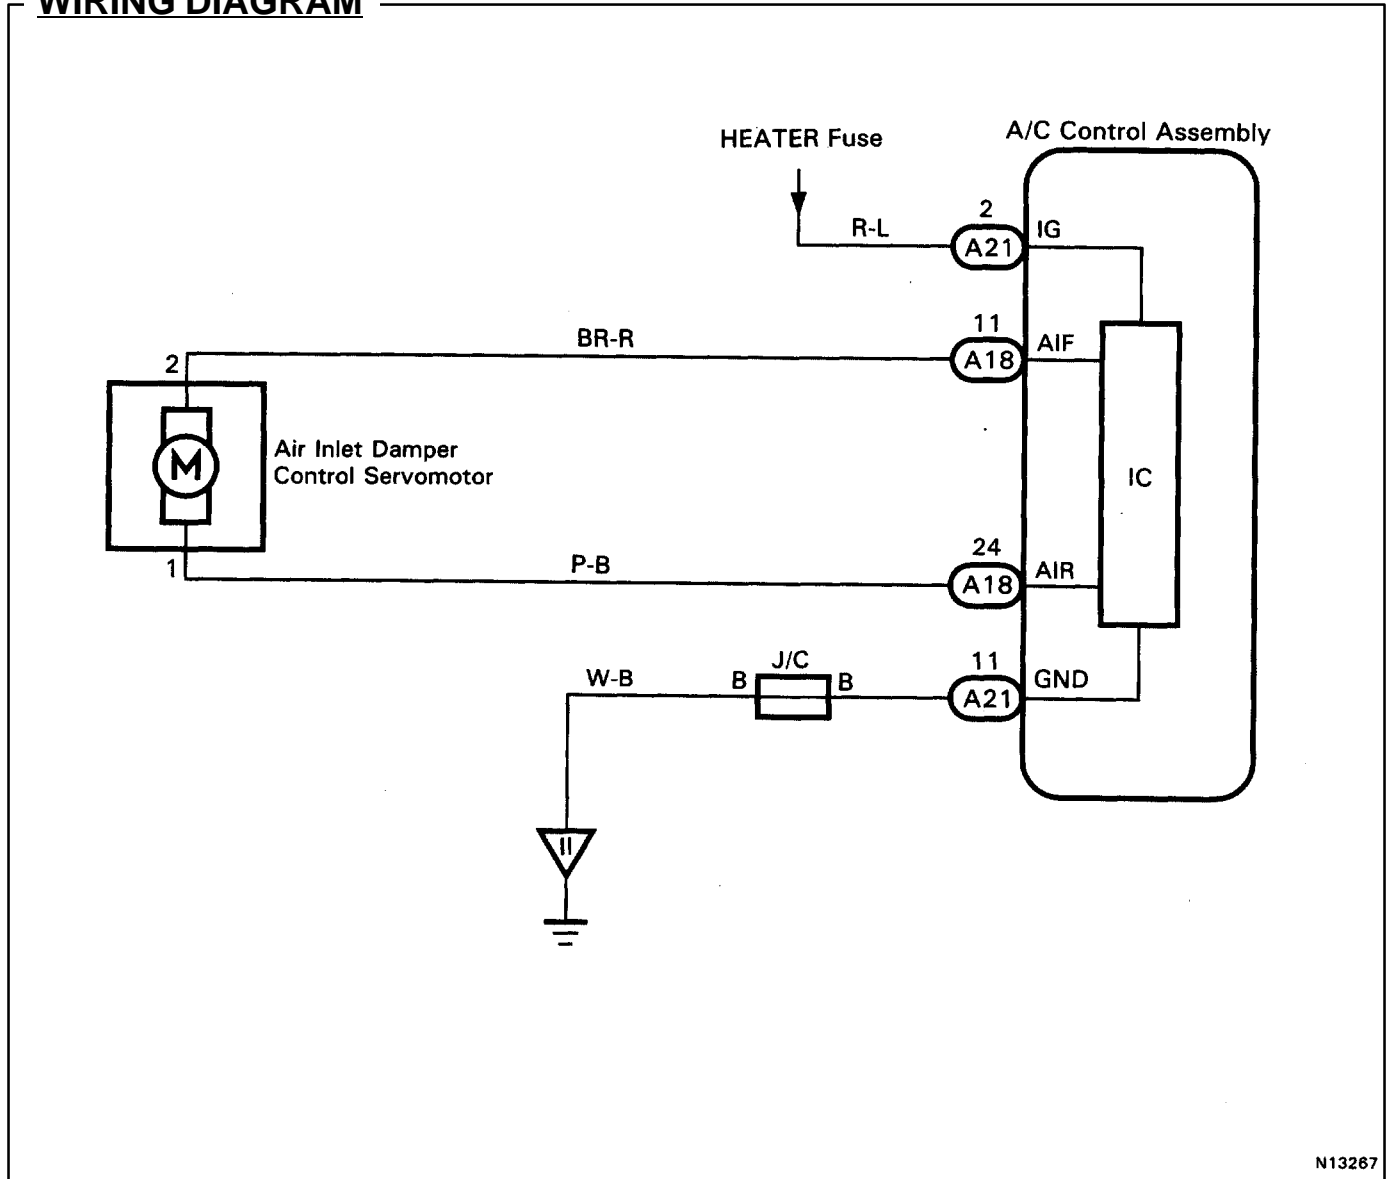 WIRING DIAGRAM
A/C Control Assembly
HEATER Fuse
2
R-L
A21
IG
11
BR-R
A18
AIF
2
M
Air Inlet Damper
Control Servomotor
IC
1
24
P-B
A18
AIR
J/C
11
W-B
B
B
A21
GND
II
N13267